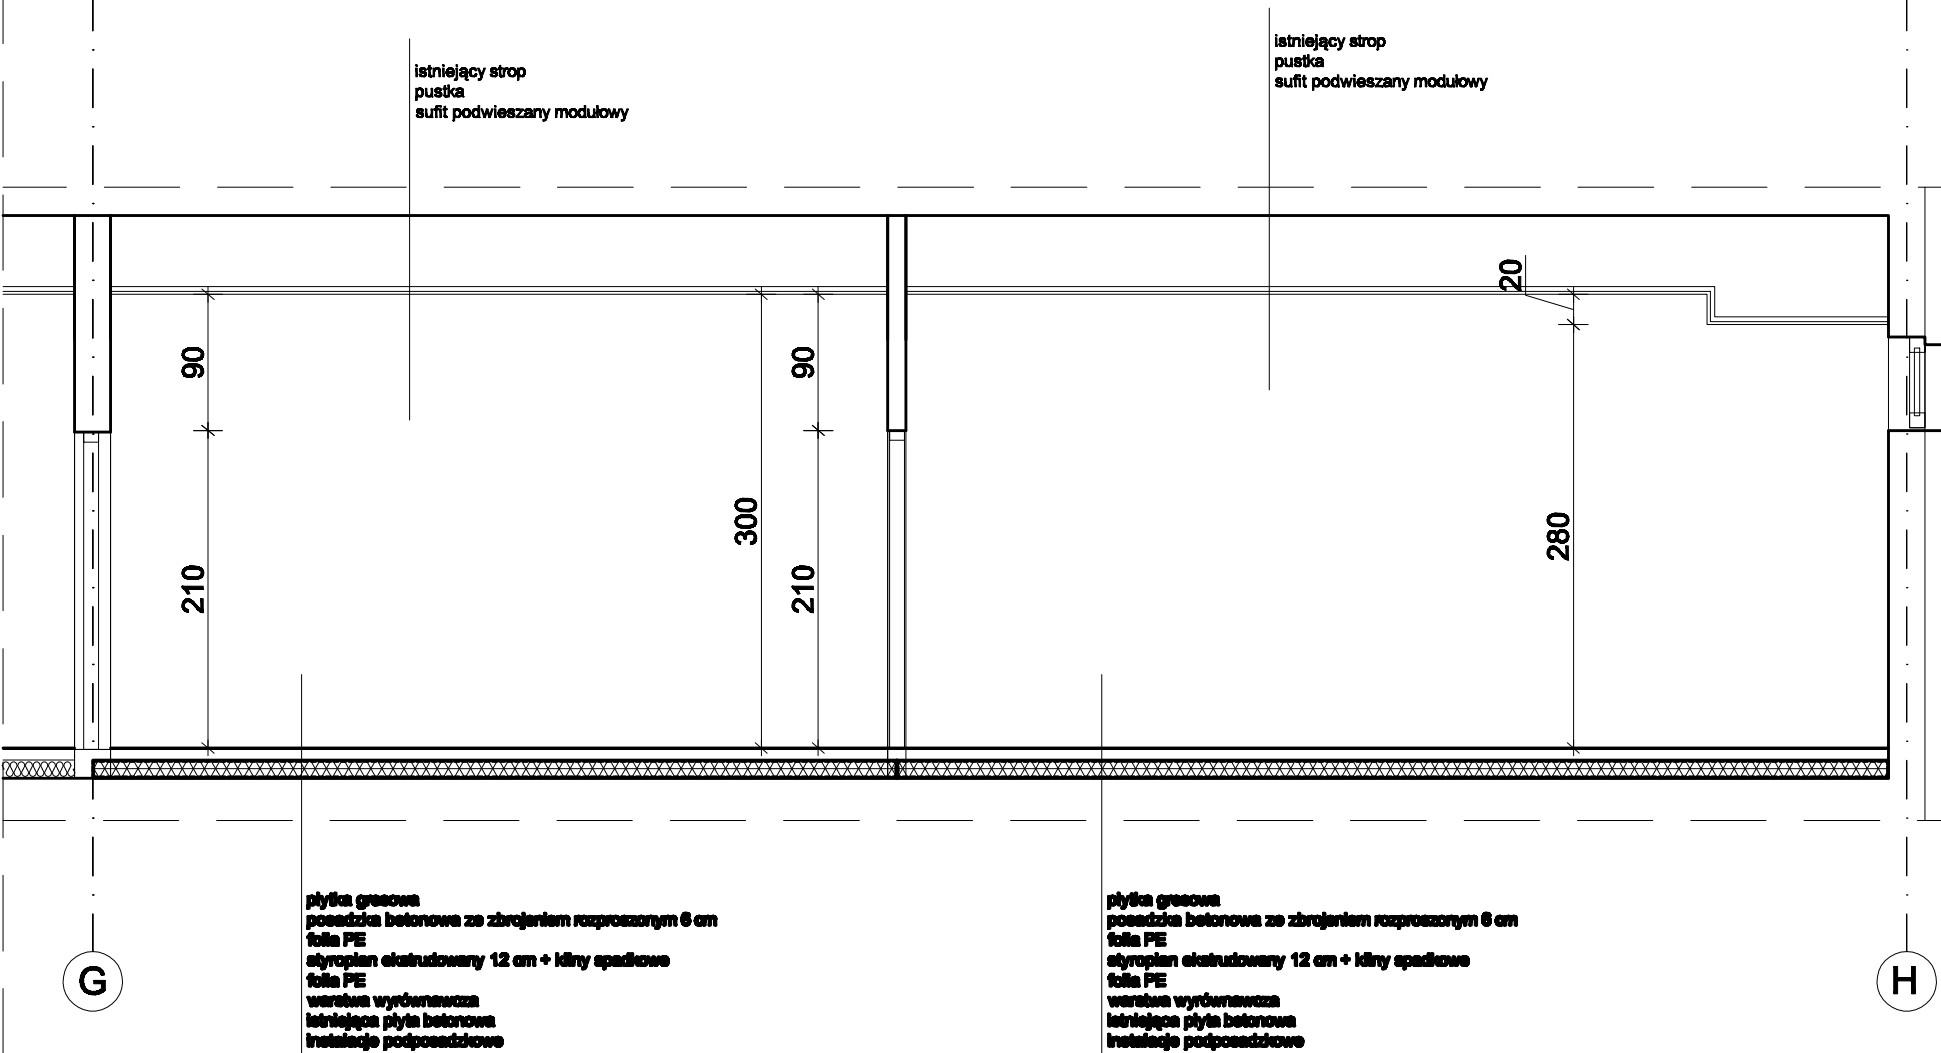 istniejący strop
pustka
sufit podwieszany modułowy
istniejący strop
pustka
sufit podwieszany modułowy
20
90
90
300
280
210
210
płytka gresowa
posadzka betonowa ze zbrojeniem rozproszonym 6 cm
folia PE
styropian ekstrudowany 12 cm + kliny spadkowe
folia PE
warstwa wyrównawcza
istniejąca płyta betonowa
instalacje podposadzkowe
płytka gresowa
posadzka betonowa ze zbrojeniem rozproszonym 6 cm
folia PE
styropian ekstrudowany 12 cm + kliny spadkowe
folia PE
warstwa wyrównawcza
istniejąca płyta betonowa
instalacje podposadzkowe
G
H